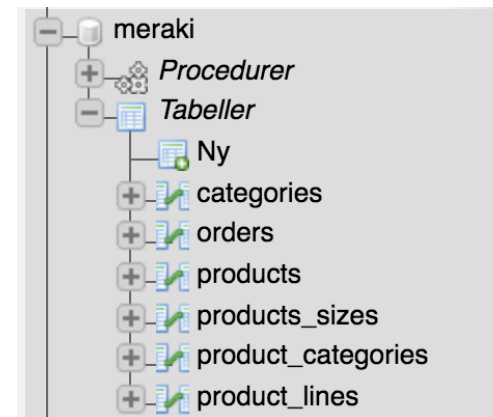 meraki
Procedurer
Tabeller
Ny
categories
orders
products
products_sizes
product_categories
product_lines